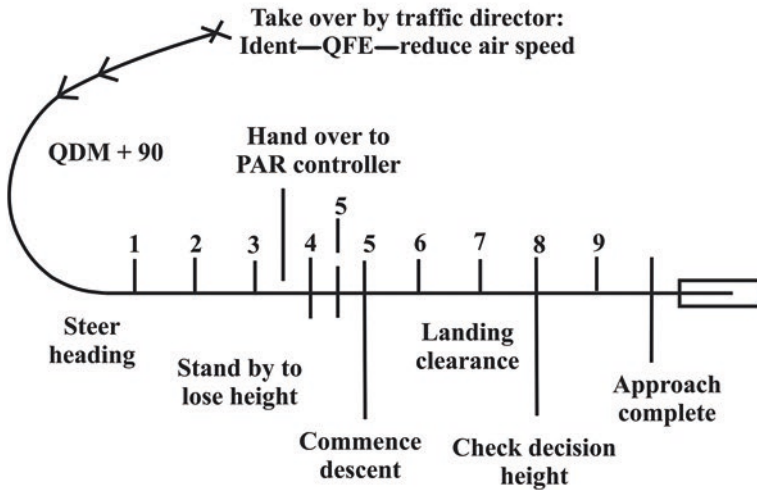 Take over by traffic director:
Ident—QFE—reduce air speed
QDM + 90
Hand over to
PAR controller
5
1 2 3 4 5 6 7 8 9
Steer
heading
Stand by to
lose height
Landing
clearance
Commence
descent
Check decision
height
Approach
complete